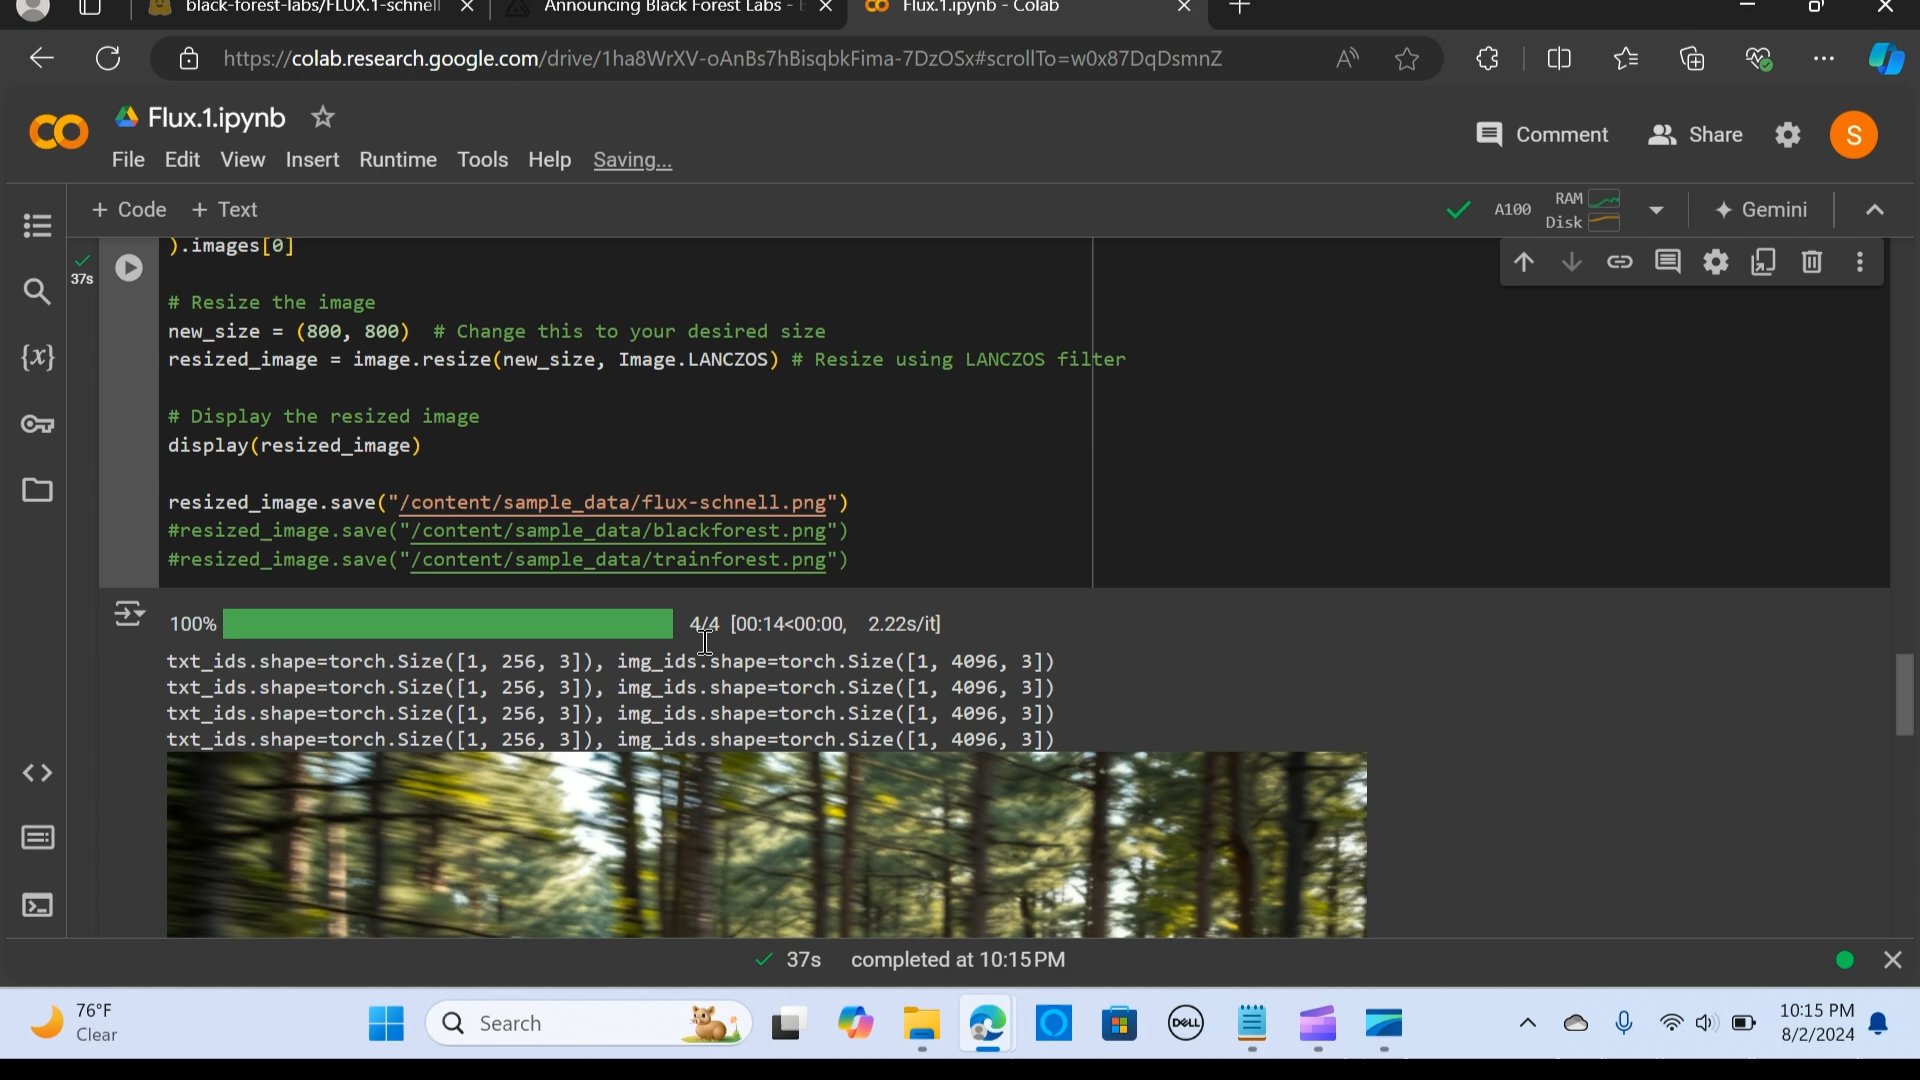 black-forest-labs/FLUX.1-schnell
Announcing Black Forest Labs -
Flux.1.ipynb - Colab
https://colab.research.google.com/drive/1ha8WrXV-oAnBs7hBisqbkFima-7DzOSx#scrollTo=w0x87DqDsmnZ
Flux.1.ipynb
Comment
Share
S
File Edit View Insert Runtime Tools Help Saving...
+ Code + Text
A100
RAM
Disk
Gemini
37s
).images[0]
# Resize the image
new_size = (800, 800)  # Change this to your desired size
resized_image = image.resize(new_size, Image.LANCZOS) # Resize using LANCZOS filter
# Display the resized image
display(resized_image)
resized_image.save("/content/sample_data/flux-schnell.png")
#resized_image.save("/content/sample_data/blackforest.png")
#resized_image.save("/content/sample_data/trainforest.png")
100% 4/4 [00:14<00:00, 2.22s/it]
txt_ids.shape=torch.Size([1, 256, 3]), img_ids.shape=torch.Size([1, 4096, 3])
txt_ids.shape=torch.Size([1, 256, 3]), img_ids.shape=torch.Size([1, 4096, 3])
txt_ids.shape=torch.Size([1, 256, 3]), img_ids.shape=torch.Size([1, 4096, 3])
txt_ids.shape=torch.Size([1, 256, 3]), img_ids.shape=torch.Size([1, 4096, 3])
37s completed at 10:15 PM
76°F
Clear
Search
DELL
10:15 PM
8/2/2024